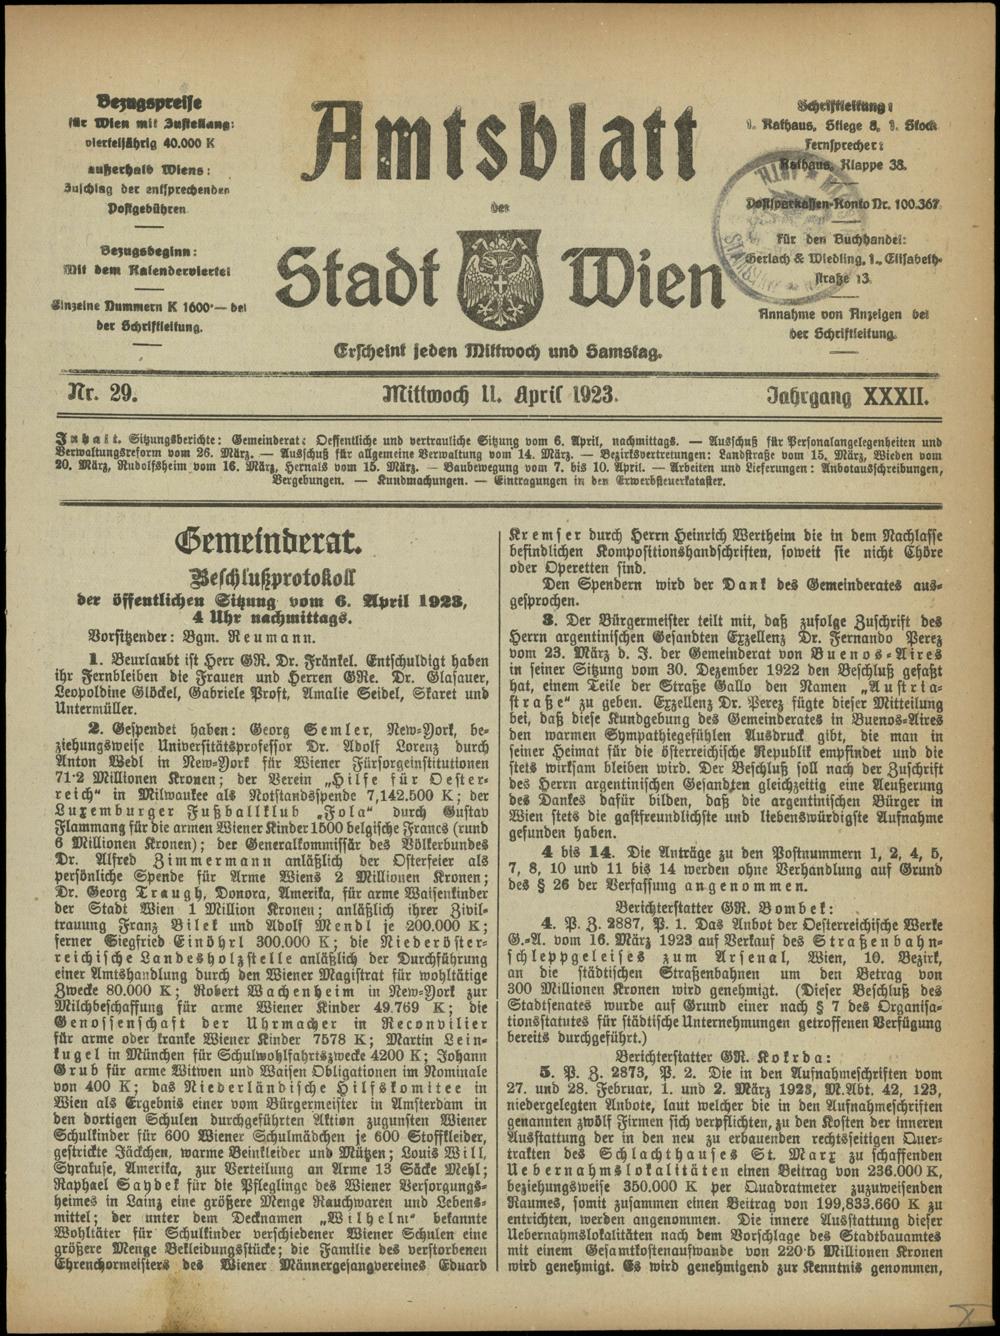 Bezugspreise
für Wien mit Zustellung:
vierteljährig 40.000 K
außerhalb Wiens:
Zuschlag der entsprechenden
Postgebühren
Bezugsbeginn:
Mit dem Kalenderviertel
Einzelne Nummern K 1600·— bei
der Schriftleitung.
Amtsblatt
der
Stadt Wien
Erscheint jeden Mittwoch und Samstag.
Schriftleitung:
1. Rathaus, Stiege 8, 1. Stock
Fernsprecher:
Rathaus, Klappe 38.
Postsparkassen-Konto Nr. 100.367
Für den Buchhandel:
Gerlach & Wiedling, 1., Elisabeth-
straße 13.
Annahme von Anzeigen bei
der Schriftleitung.
Nr. 29. Mittwoch 11. April 1923. Jahrgang XXXII.
Inhalt. Sitzungsberichte: Gemeinderat: Oeffentliche und vertrauliche Sitzung vom 6. April, nachmittags. — Ausschuß für Personalangelegenheiten und
Verwaltungsreform vom 26. März. — Ausschuß für allgemeine Verwaltung vom 14. März. — Bezirksvertretungen: Landstraße vom 15. März, Wieden vom
20. März, Rudolfsheim vom 16. März, Hernals vom 15. März. — Baubewegung vom 7. bis 10. April. — Arbeiten und Lieferungen: Anbotausschreibungen,
Vergebungen. — Kundmachungen. — Eintragungen in den Erwerbsteuerkataster.
Gemeinderat.
Beschlußprotokoll
der öffentlichen Sitzung vom 6. April 1923,
4 Uhr nachmittags.
Vorsitzender: Bgm. Reumann.
1. Beurlaubt ist Herr GR. Dr. Fränkel. Entschuldigt haben
ihr Fernbleiben die Frauen und Herren GRe. Dr. Glasauer,
Leopoldine Glöckel, Gabriele Proft, Amalie Seidel, Skaret und
Untermüller.
2. Gespendet haben: Georg Semler, New-York, be-
ziehungsweise Universitätsprofessor Dr. Adolf Lorenz durch
Anton Wedl in New-York für Wiener Fürsorgeinstitutionen
71·2 Millionen Kronen; der Verein „Hilfe für Oester-
reich“ in Milwaukee als Notstandsspende 7,142.500 K; der
Luxemburger Fußballklub „Fola“ durch Gustav
Flammang für die armen Wiener Kinder 1500 belgische Francs (rund
6 Millionen Kronen); der Generalkommissär des Völkerbundes
Dr. Alfred Zimmermann anläßlich der Osterfeier als
persönliche Spende für Arme Wiens 2 Millionen Kronen;
Dr. Georg Traugh, Donora, Amerika, für arme Waisenkinder
der Stadt Wien 1 Million Kronen; anläßlich ihrer Zivil-
trauung Franz Bilek und Adolf Mendl je 200.000 K;
ferner Siegfried Einöhrl 300.000 K; die Niederöster-
reichische Landesholzstelle anläßlich der Durchführung
einer Amtshandlung durch den Wiener Magistrat für wohltätige
Zwecke 80.000 K; Robert Wachenheim in New-York zur
Milchbeschaffung für arme Wiener Kinder 49.769 K; die
Genossenschaft der Uhrmacher in Reconvilier
für arme oder kranke Wiener Kinder 7578 K; Martin Lein-
kugel in München für Schulwohlfahrtszwecke 4200 K; Johann
Grub für arme Witwen und Waisen Obligationen im Nominale
von 400 K; das Niederländische Hilfskomitee in
Wien als Ergebnis einer vom Bürgermeister in Amsterdam in
den dortigen Schulen durchgeführten Aktion zugunsten Wiener
Schulkinder für 600 Wiener Schulmädchen je 600 Stoffkleider,
gestrickte Jäckchen, warme Beinkleider und Mützen; Louis Will,
Syrakuse, Amerika, zur Verteilung an Arme 13 Säcke Mehl;
Raphael Saydek für die Pfleglinge des Wiener Versorgungs-
heimes in Lainz eine größere Menge Rauchwaren und Lebens-
mittel; der unter dem Decknamen „Wilhelm“ bekannte
Wohltäter für Schulkinder verschiedener Wiener Schulen eine
größere Menge Bekleidungsstücke; die Familie des verstorbenen
Ehrenchormeisters des Wiener Männergesangvereines Eduard
Kremser durch Herrn Heinrich Wertheim die in dem Nachlasse
befindlichen Kompositionshandschriften, soweit sie nicht Chöre
oder Operetten sind.
Den Spendern wird der Dank des Gemeinderates aus-
gesprochen.
3. Der Bürgermeister teilt mit, daß zufolge Zuschrift des
Herrn argentinischen Gesandten Exzellenz Dr. Fernando Perez
vom 23. März d. J. der Gemeinderat von Buenos-Aires
in seiner Sitzung vom 30. Dezember 1922 den Beschluß gefaßt
hat, einem Teile der Straße Gallo den Namen „Austria-
straße“ zu geben. Exzellenz Dr. Perez fügte dieser Mitteilung
bei, daß diese Kundgebung des Gemeinderates in Buenos-Aires
den warmen Sympathiegefühlen Ausdruck gibt, die man in
seiner Heimat für die österreichische Republik empfindet und die
stets wirksam bleiben wird. Der Beschluß soll nach der Zuschrift
des Herrn argentinischen Gesandten gleichzeitig eine Aeußerung
des Dankes dafür bilden, daß die argentinischen Bürger in
Wien stets die gastfreundlichste und liebenswürdigste Aufnahme
gefunden haben.
4 bis 14. Die Anträge zu den Postnummern 1, 2, 4, 5,
7, 8, 10 und 11 bis 14 werden ohne Verhandlung auf Grund
des § 26 der Verfassung angenommen.
Berichterstatter GR. Bombek:
4. P. Z. 2887, P. 1. Das Anbot der Oesterreichische Werke
G.-A. vom 16. März 1923 auf Verkauf des Straßenbahn-
schleppgeleises zum Arsenal, Wien, 10. Bezirk,
an die städtischen Straßenbahnen um den Betrag von
300 Millionen Kronen wird genehmigt. (Dieser Beschluß des
Stadtsenates wurde auf Grund einer nach § 7 des Organisa-
tionsstatutes für städtische Unternehmungen getroffenen Verfügung
bereits durchgeführt.)
Berichterstatter GR. Kokrda:
5. P. Z. 2873, P. 2. Die in den Aufnahmeschriften vom
27. und 28. Februar, 1. und 2. März 1923, M.Abt. 42, 123,
niedergelegten Anbote, laut welcher die in den Aufnahmeschriften
genannten zwölf Firmen sich verpflichten, zu den Kosten der inneren
Ausstattung der in den neu zu erbauenden rechtsseitigen Quer-
trakten des Schlachthauses St. Marx zu schaffenden
Uebernahmslokalitäten einen Beitrag von 236.000 K,
beziehungsweise 350.000 K per Quadratmeter zuzuweisenden
Raumes, somit zusammen einen Beitrag von 199,833.660 K zu
entrichten, werden angenommen. Die innere Ausstattung dieser
Uebernahmslokalitäten nach dem Vorschlage des Stadtbauamtes
mit einem Gesamtkostenaufwande von 220·5 Millionen Kronen
wird genehmigt. Es wird genehmigend zur Kenntnis genommen,